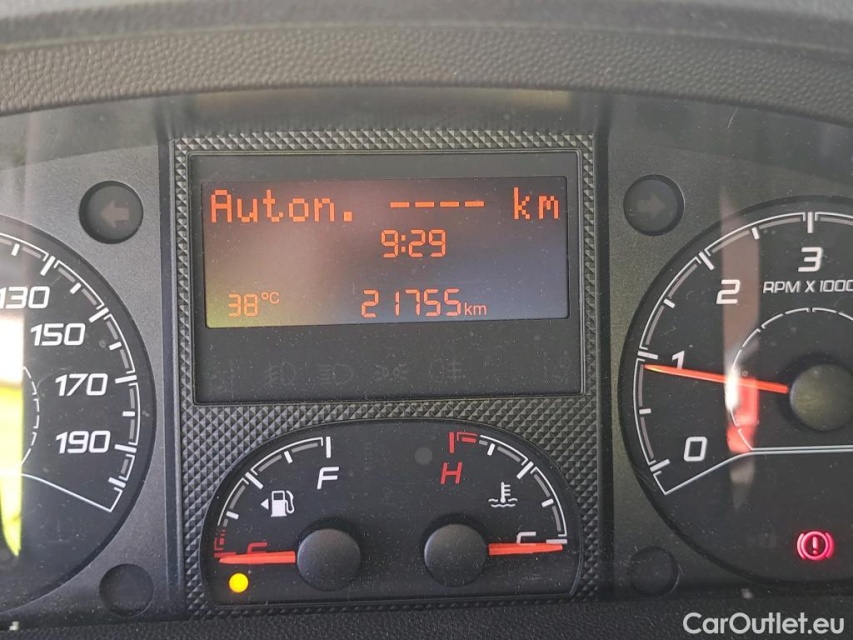 Auton. ---- km
9:29
38°C 21755km
130
150
170
190
F
E
H
C
0
1
2
3
RPM X 1000
CarOutlet.eu